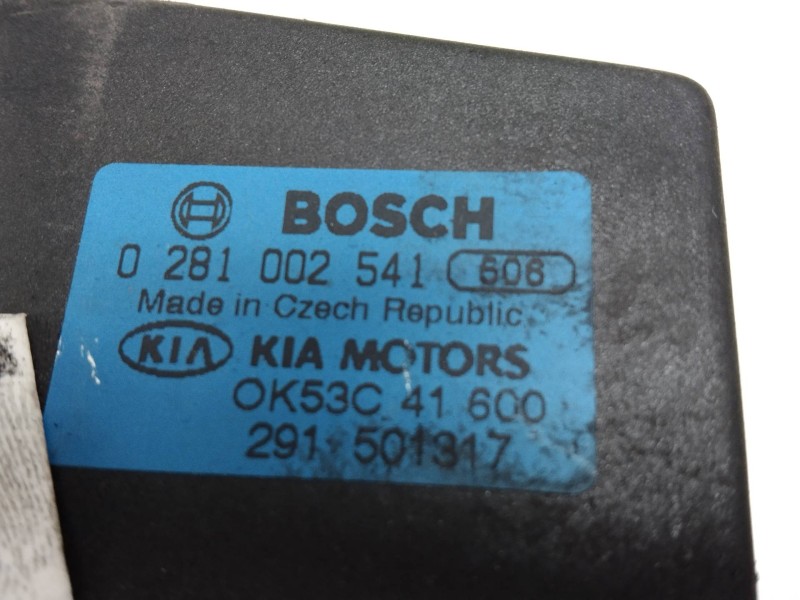 BOSCH
0 281 002 541 606
Made in Czech Republic
KIA KIA MOTORS
OK53C 41 600
291 501317